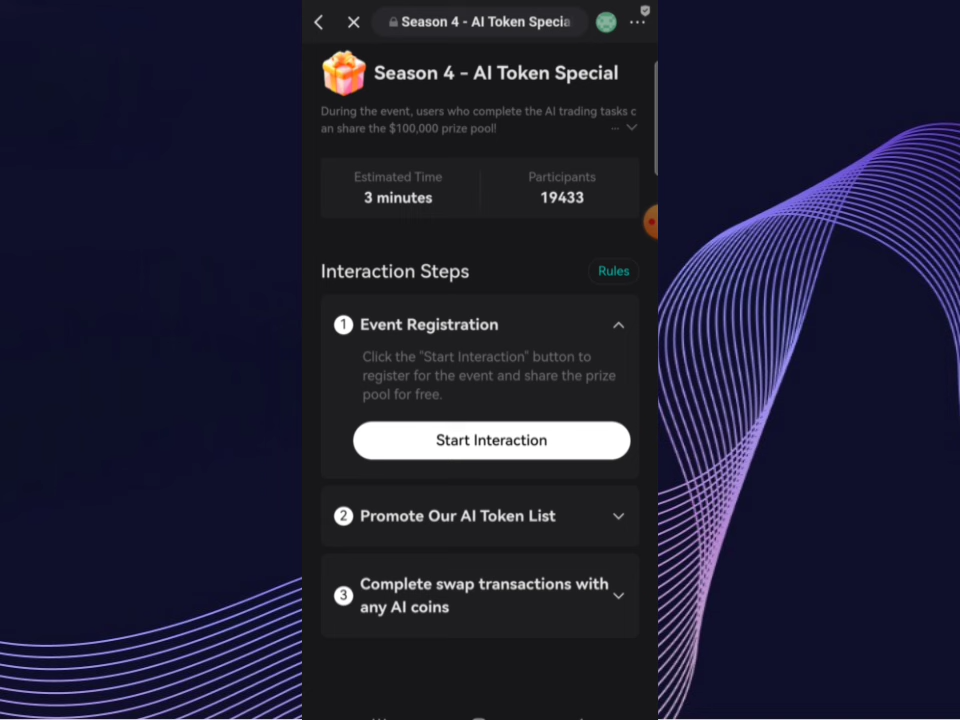 Season 4 - AI Token Specia
Season 4 - AI Token Special
During the event, users who complete the AI trading tasks c
an share the $100,000 prize pool!
...
Estimated Time
Participants
3 minutes
19433
Interaction Steps
Rules
1 Event Registration
Click the "Start Interaction" button to
register for the event and share the prize
pool for free.
Start Interaction
2 Promote Our AI Token List
3 Complete swap transactions with
any AI coins